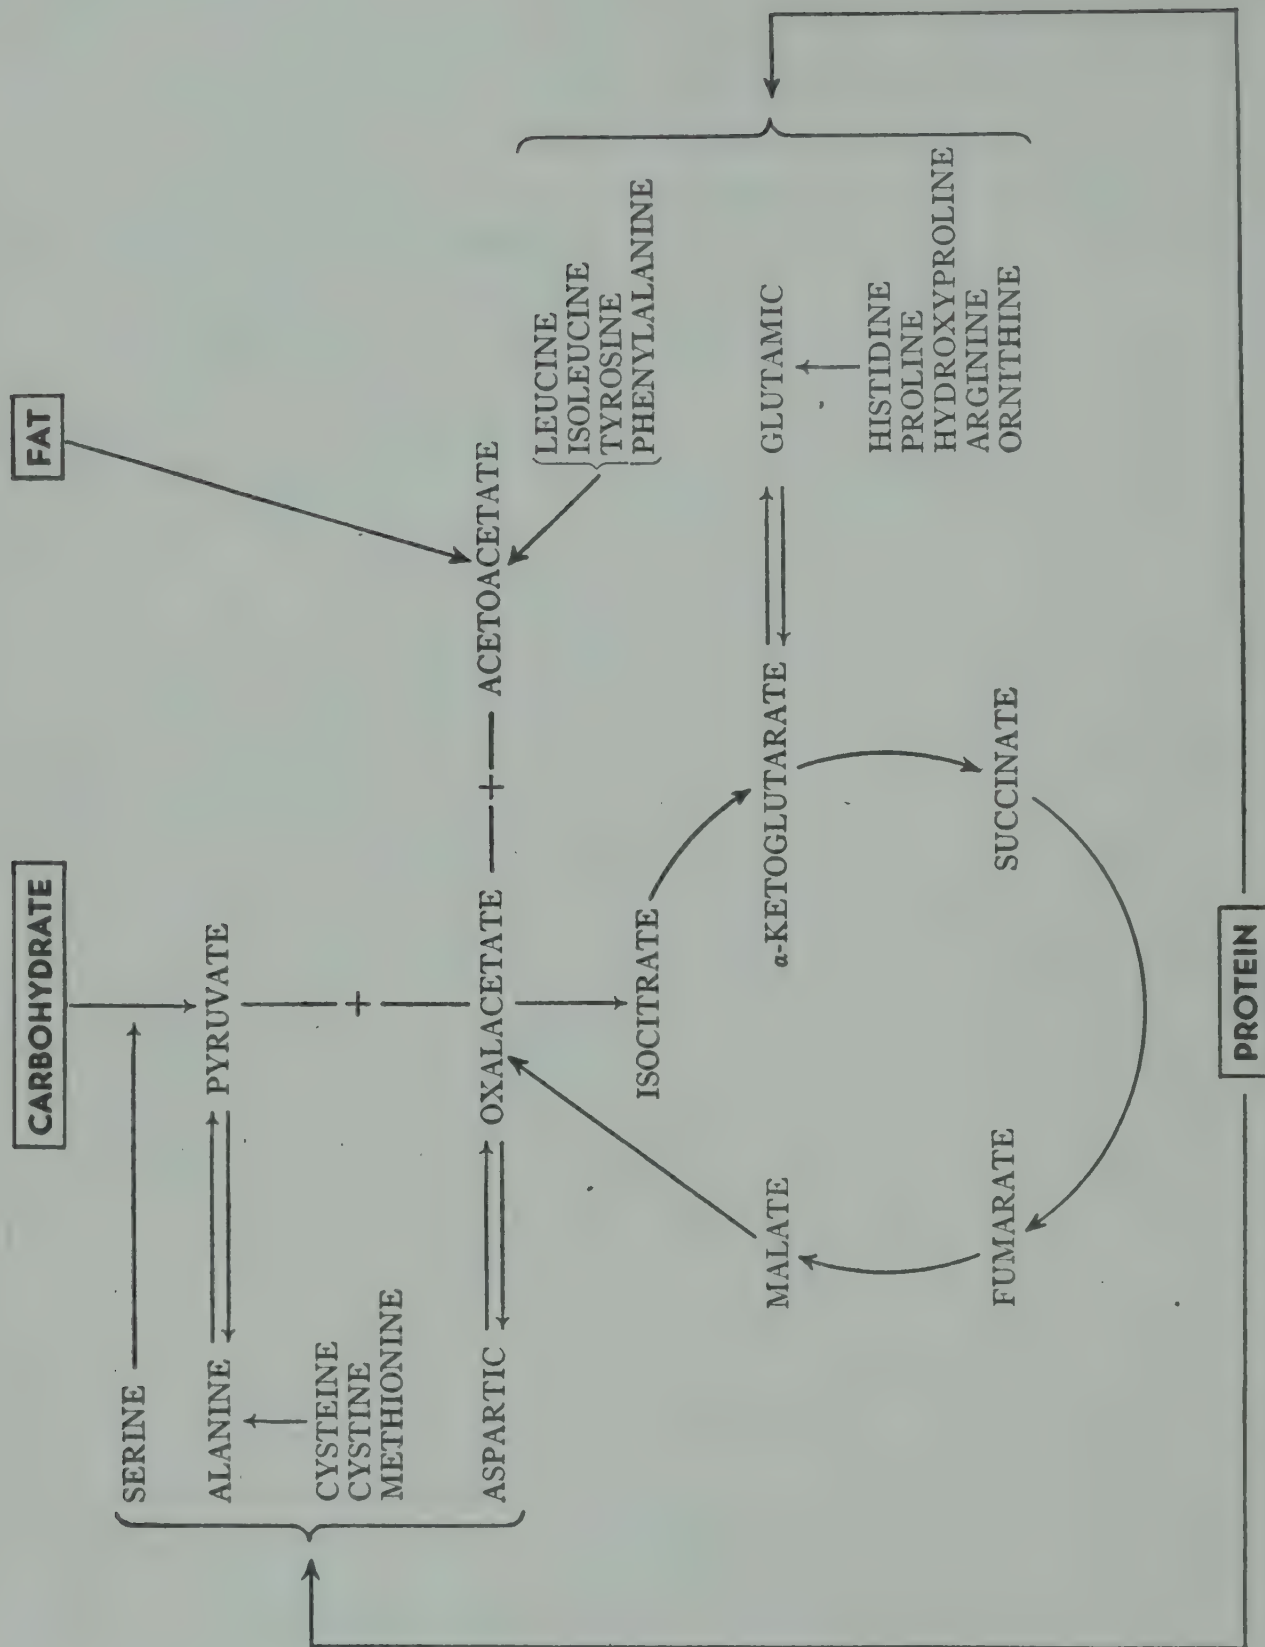 CARBOHYDRATE
FAT
SERINE
ALANINE
PYRUVATE
CYSTEINE
CYSTINE
METHIONINE
+
ASPARTIC
OXALACETATE
+
ACETOACETATE
LEUCINE
ISOLEUCINE
TYROSINE
PHENYLALANINE
ISOCITRATE
MALATE
α-KETOGLUTARATE
GLUTAMIC
HISTIDINE
PROLINE
HYDROXYPROLINE
ARGININE
ORNITHINE
FUMARATE
SUCCINATE
PROTEIN